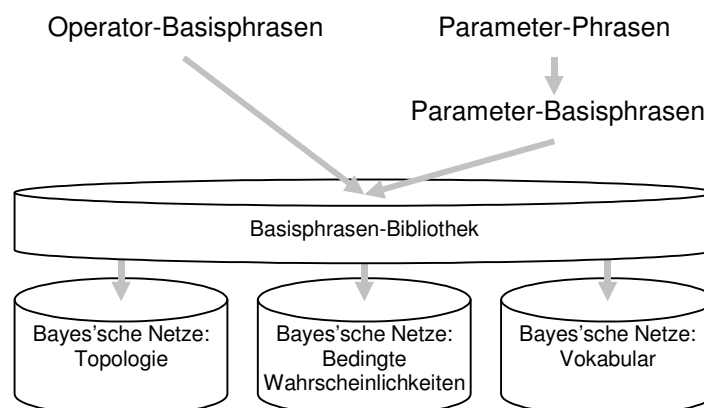 Operator-Basisphrasen
Parameter-Phrasen
Parameter-Basisphrasen
Basisphrasen-Bibliothek
Bayes'sche Netze:
Topologie
Bayes'sche Netze:
Bedingte
Wahrscheinlichkeiten
Bayes'sche Netze:
Vokabular